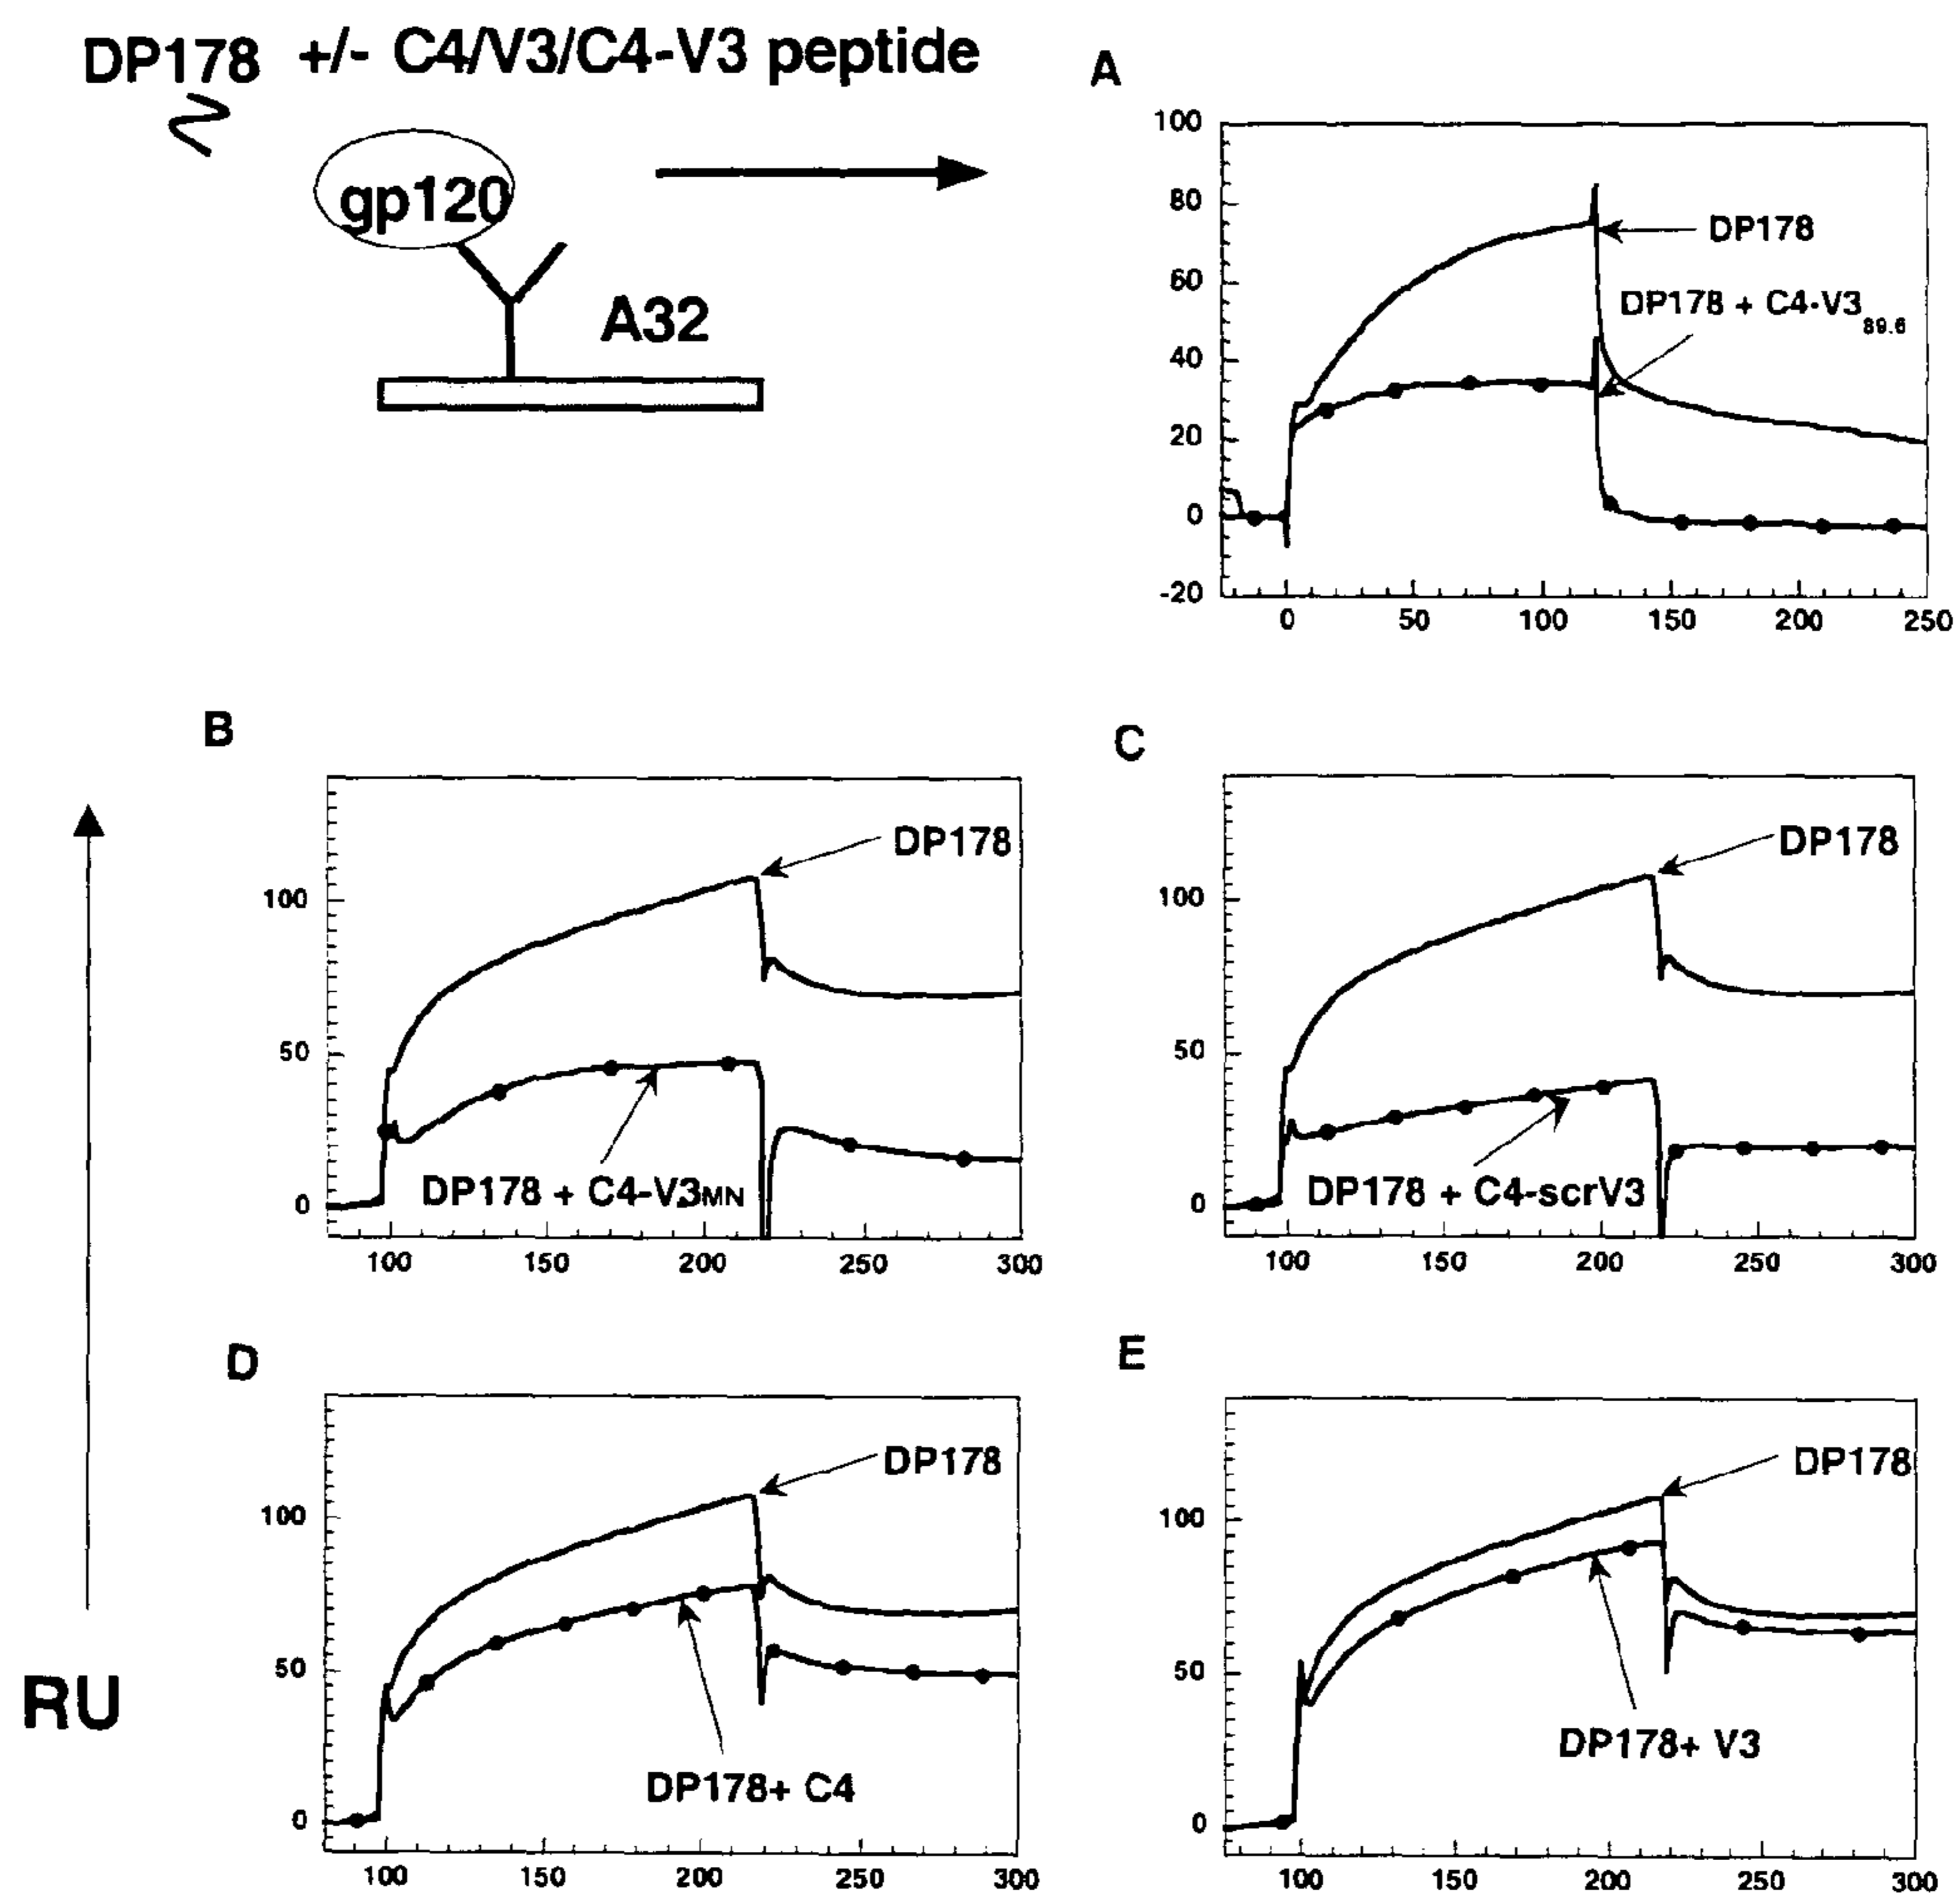 DP178 +/- C4/V3/C4-V3 peptide
gp120
A32
A
100
80
60
40
20
0
-20
DP178
DP178 + C4-V3 89.6
0 50 100 150 200 250
B
100
50
0
DP178
DP178 + C4-V3MN
100 150 200 250 300
C
100
50
0
DP178
DP178 + C4-scrV3
100 150 200 250 300
D
100
50
0
DP178
DP178+ C4
100 150 200 250 300
E
100
50
0
DP178
DP178+ V3
100 150 200 250 300
RU